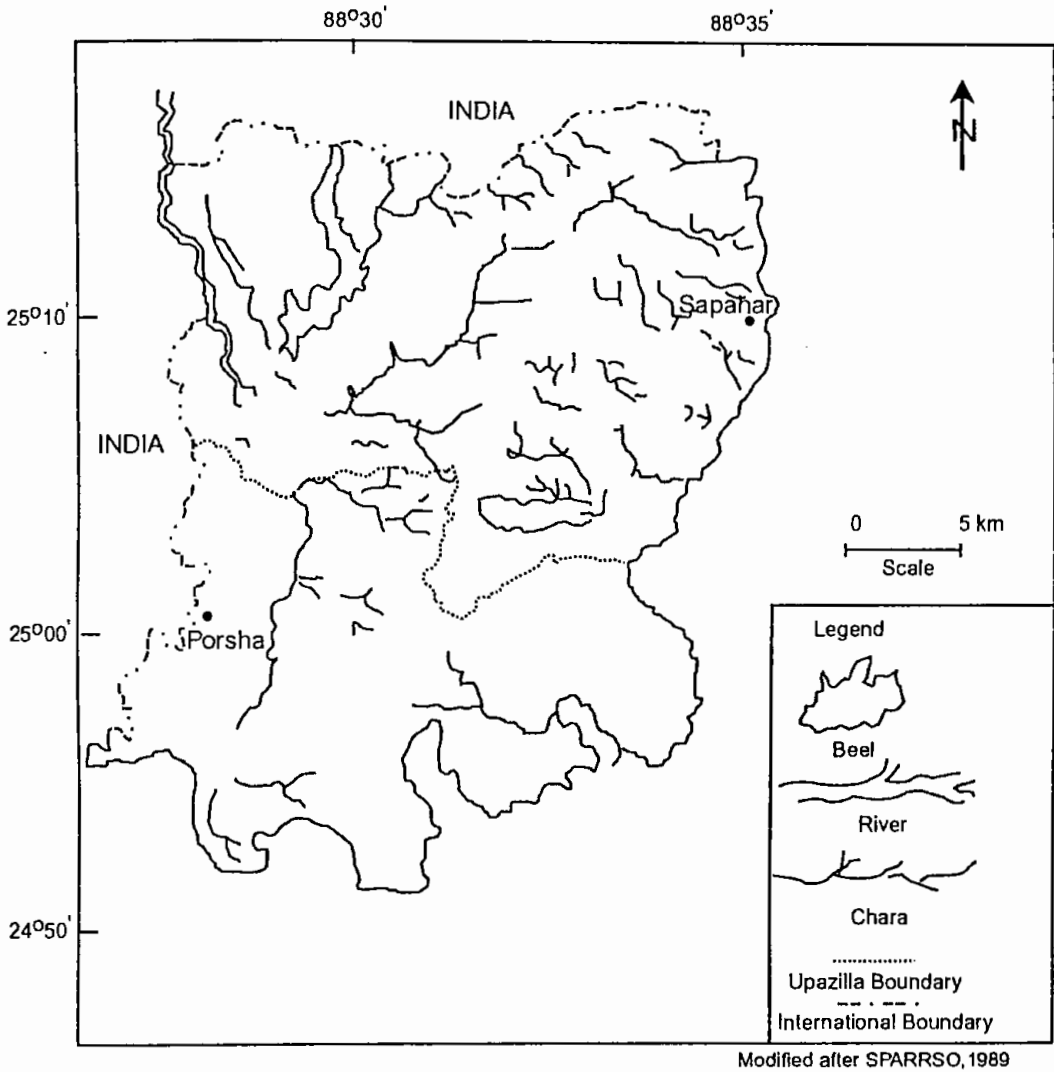 88°30'
88°35'
INDIA
N
Sapahar
25°10'
INDIA
0 5 km
Scale
25°00'
Porsha
Legend
Beel
River
Chara
24°50'
Upazilla Boundary
International Boundary
Modified after SPARRSO, 1989